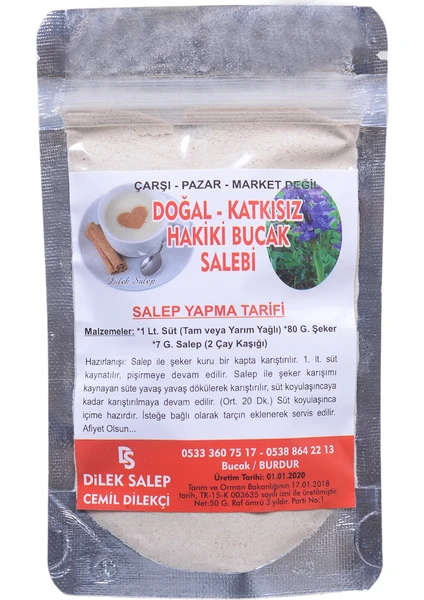 ÇARŞI - PAZAR - MARKET DEĞİL
DOĞAL - KATKISIZ
HAKİKİ BUCAK
SALEBİ
Dilek Salep
SALEP YAPMA TARİFİ
Malzemeler: *1 Lt. Süt (Tam veya Yarım Yağlı) *80 G. Şeker
*7 G. Salep (2 Çay Kaşığı)
Hazırlanışı: Salep ile şeker kuru bir kapta karıştırılır. 1. lt. süt
kaynatılır, pişirmeye devam edilir. Salep ile şeker karışımı
kaynayan süte yavaş yavaş dökülerek karıştırılır, süt koyulaşıncaya
kadar karıştırılmaya devam edilir. (Ort. 20 Dk.) Süt koyulaşınca
içime hazırdır. İsteğe bağlı olarak tarçın eklenerek servis edilir.
Afiyet Olsun...
DS
DİLEK SALEP
CEMİL DİLEKÇİ
0533 360 75 17 - 0538 864 22 13
Bucak / BURDUR
Üretim Tarihi: 01.01.2020
Tarım ve Orman Bakanlığının 17.01.2018
tarih, TR-15-K 003635 sayılı izni ile üretilmiştir.
Net:50 G. Raf ömrü 3 yıldır. Parti No:1